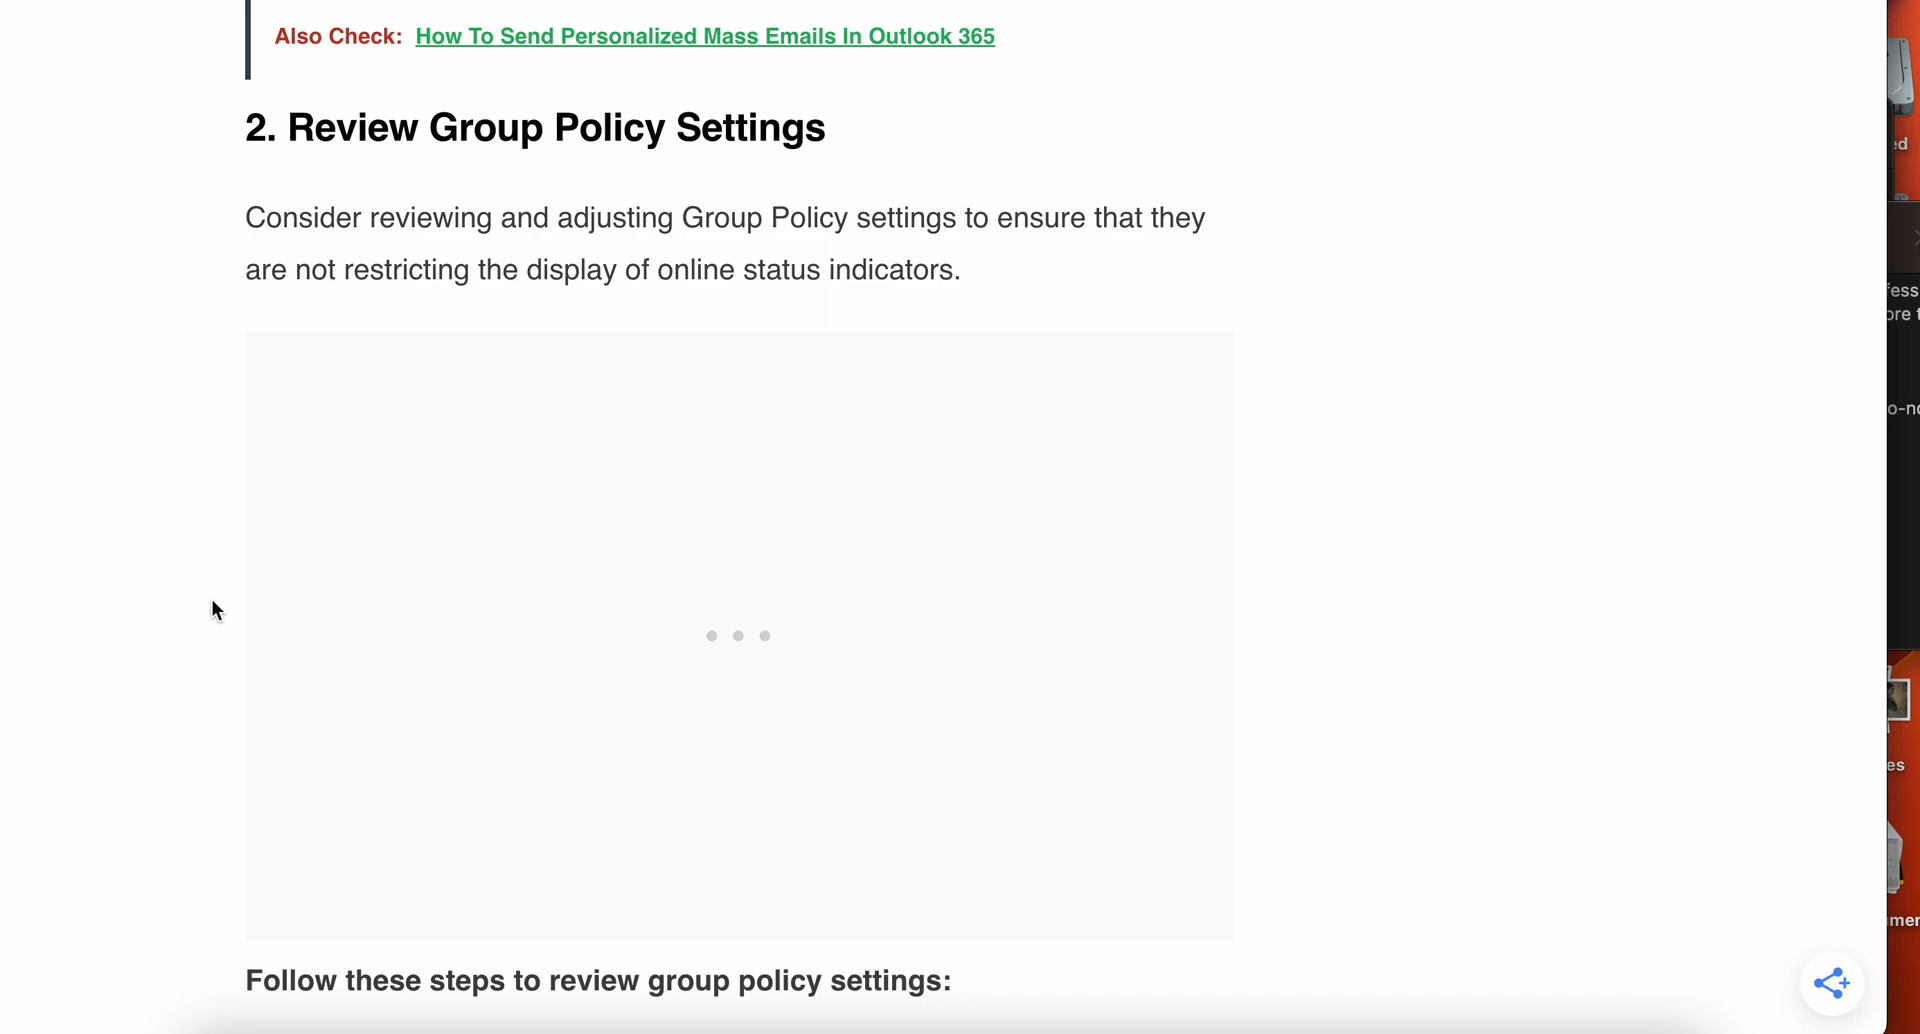 Also Check: How To Send Personalized Mass Emails In Outlook 365
2. Review Group Policy Settings
Consider reviewing and adjusting Group Policy settings to ensure that they
are not restricting the display of online status indicators.
Follow these steps to review group policy settings: